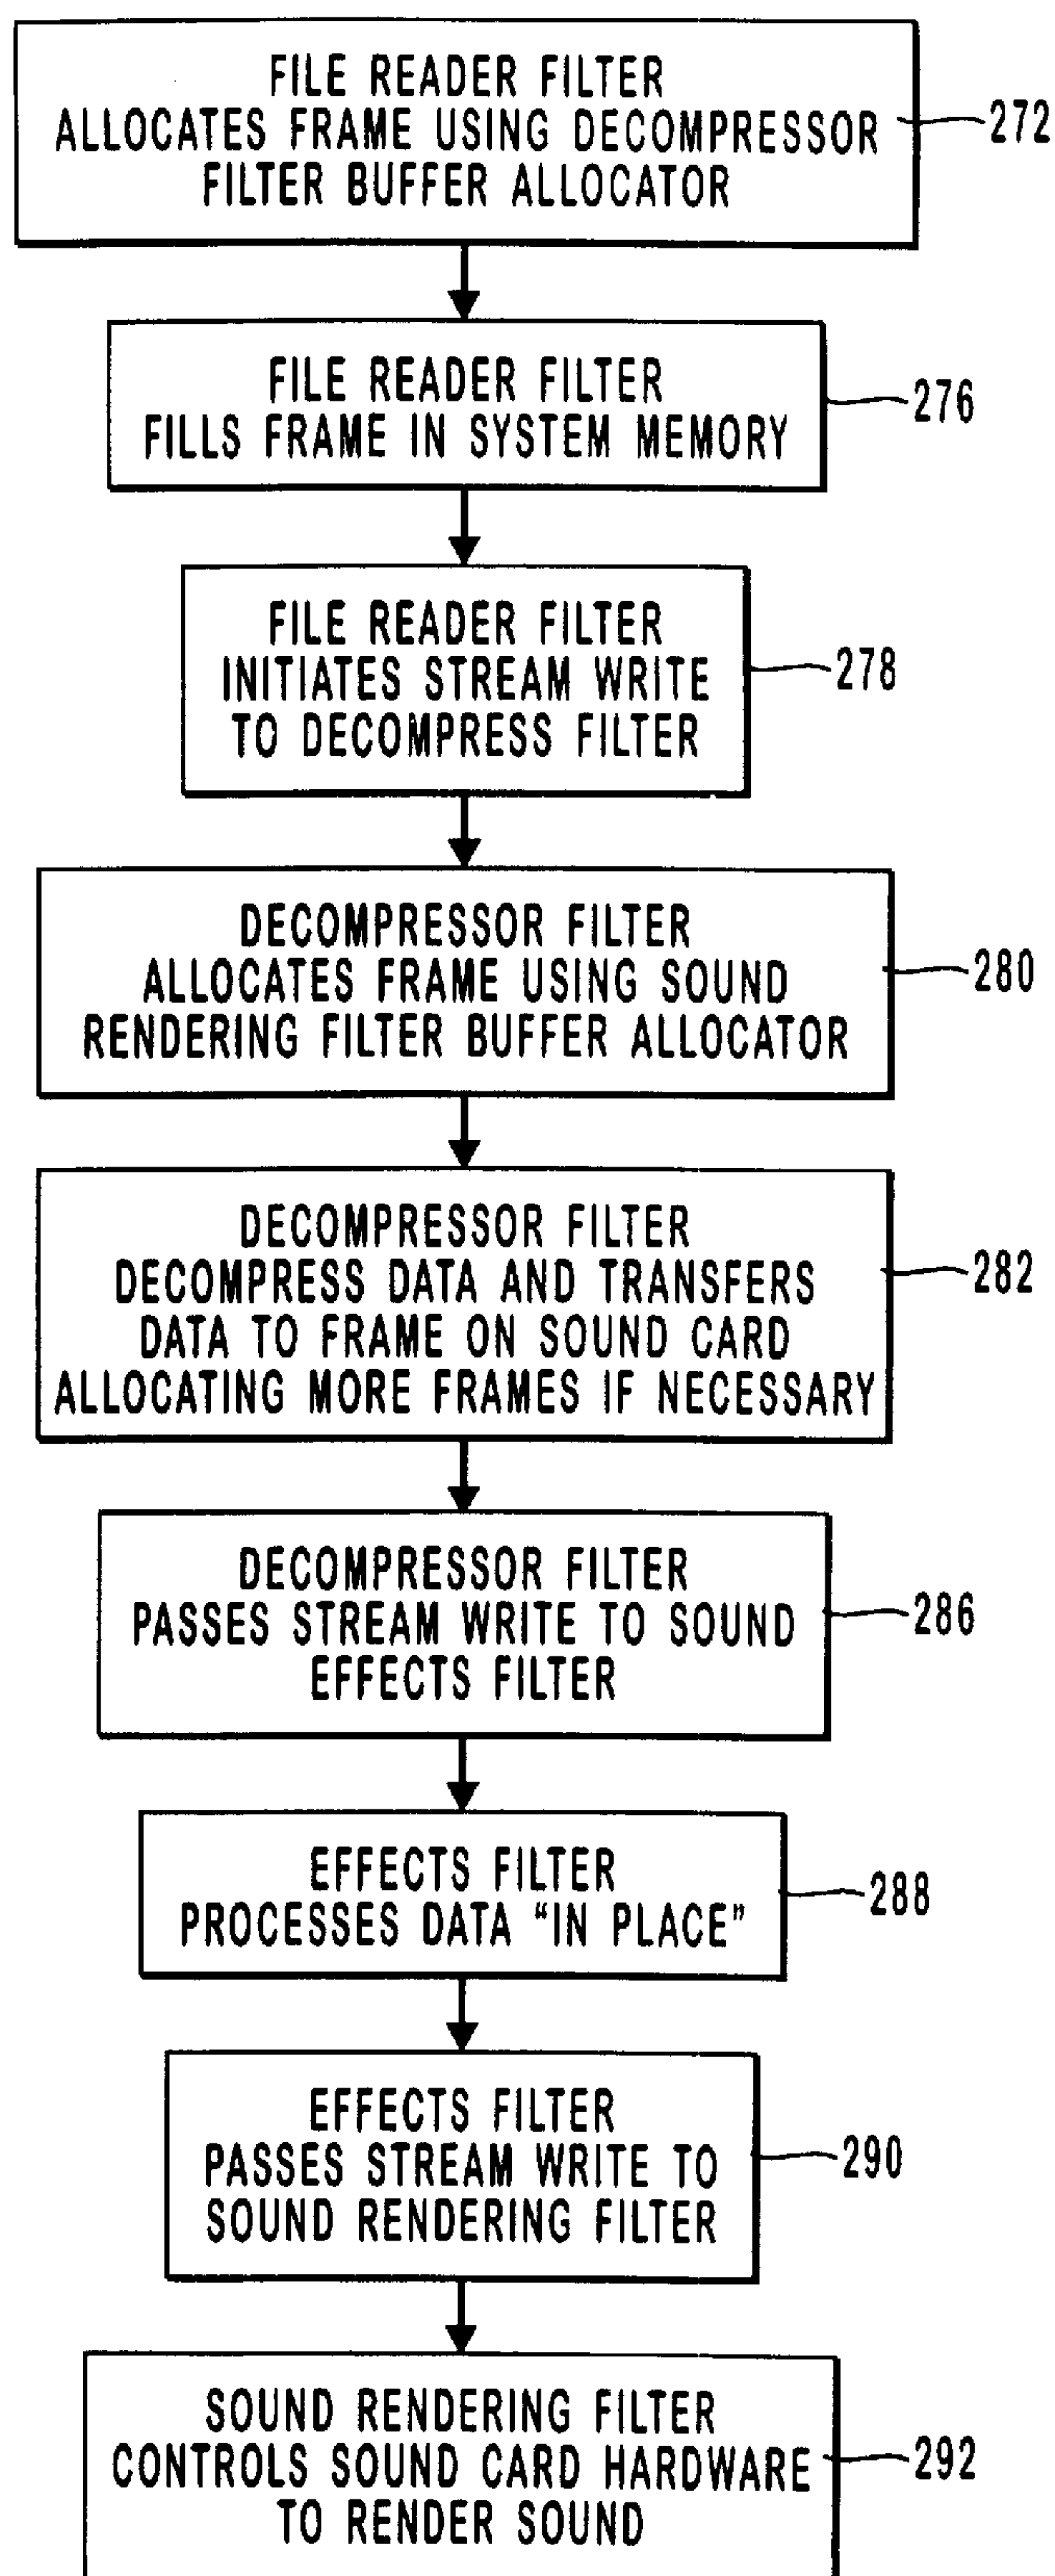 FILE READER FILTER
ALLOCATES FRAME USING DECOMPRESSOR
FILTER BUFFER ALLOCATOR
272
FILE READER FILTER
FILLS FRAME IN SYSTEM MEMORY
276
FILE READER FILTER
INITIATES STREAM WRITE
TO DECOMPRESS FILTER
278
DECOMPRESSOR FILTER
ALLOCATES FRAME USING SOUND
RENDERING FILTER BUFFER ALLOCATOR
280
DECOMPRESSOR FILTER
DECOMPRESS DATA AND TRANSFERS
DATA TO FRAME ON SOUND CARD
ALLOCATING MORE FRAMES IF NECESSARY
282
DECOMPRESSOR FILTER
PASSES STREAM WRITE TO SOUND
EFFECTS FILTER
286
EFFECTS FILTER
PROCESSES DATA “IN PLACE”
288
EFFECTS FILTER
PASSES STREAM WRITE TO
SOUND RENDERING FILTER
290
SOUND RENDERING FILTER
CONTROLS SOUND CARD HARDWARE
TO RENDER SOUND
292